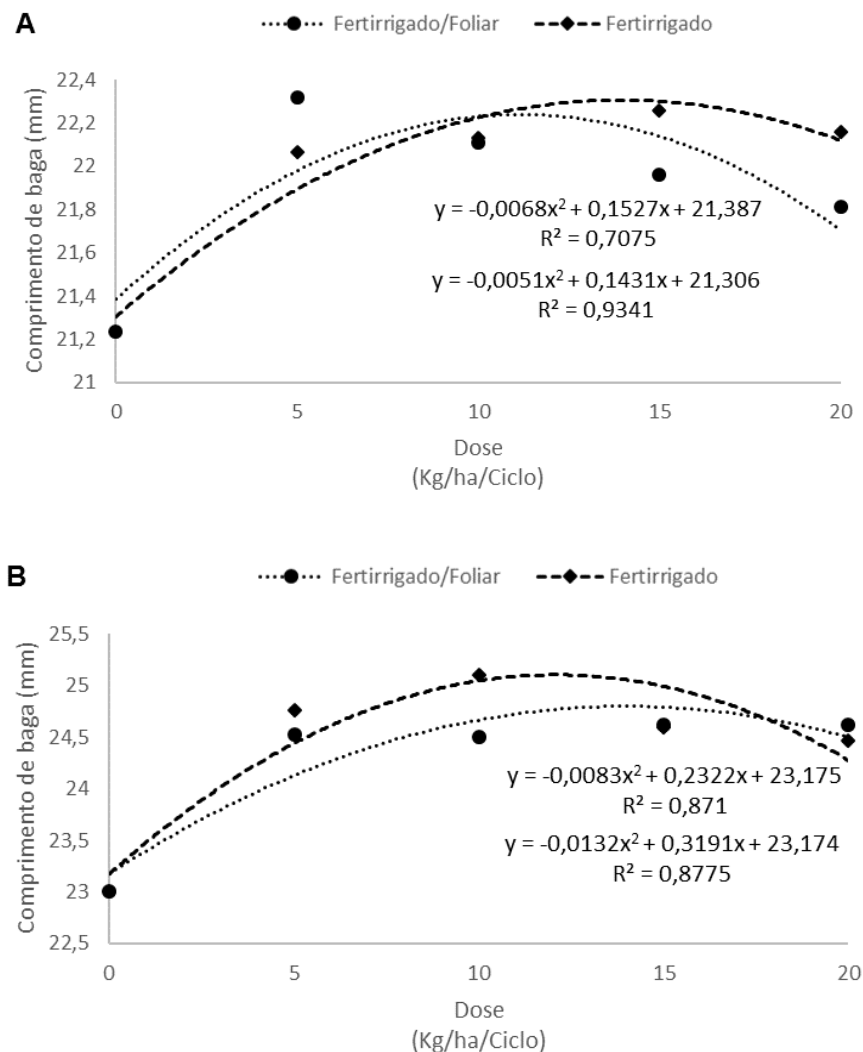 A
Fertirrigado/Foliar Fertirrigado
Comprimento de baga (mm)
22,4
22,2
22
21,8
21,6
21,4
21,2
21
y = -0,0068x² + 0,1527x + 21,387
R² = 0,7075
y = -0,0051x² + 0,1431x + 21,306
R² = 0,9341
0 5 10 15 20
Dose
(Kg/ha/Ciclo)
B
Fertirrigado/Foliar Fertirrigado
Comprimento de baga (mm)
25,5
25
24,5
24
23,5
23
22,5
y = -0,0083x² + 0,2322x + 23,175
R² = 0,871
y = -0,0132x² + 0,3191x + 23,174
R² = 0,8775
0 5 10 15 20
Dose
(Kg/ha/Ciclo)